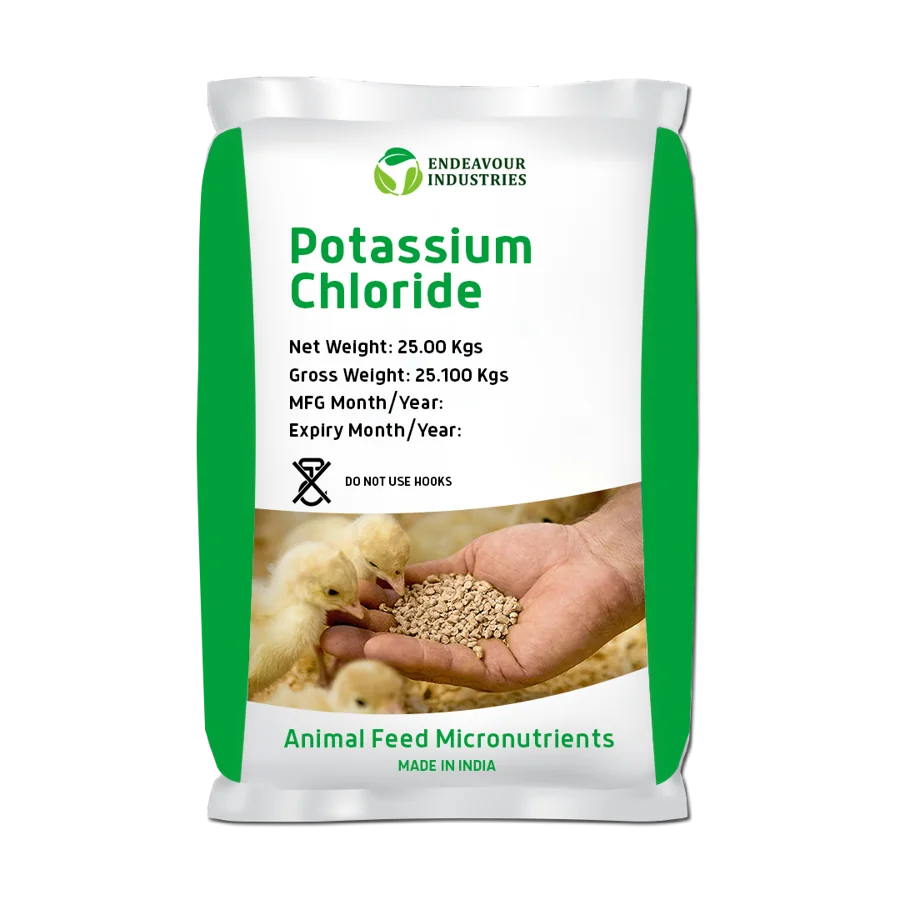 ENDEAVOUR
INDUSTRIES
Potassium
Chloride
Net Weight: 25.00 Kgs
Gross Weight: 25.100 Kgs
MFG Month/Year:
Expiry Month/Year:
DO NOT USE HOOKS
Animal Feed Micronutrients
MADE IN INDIA